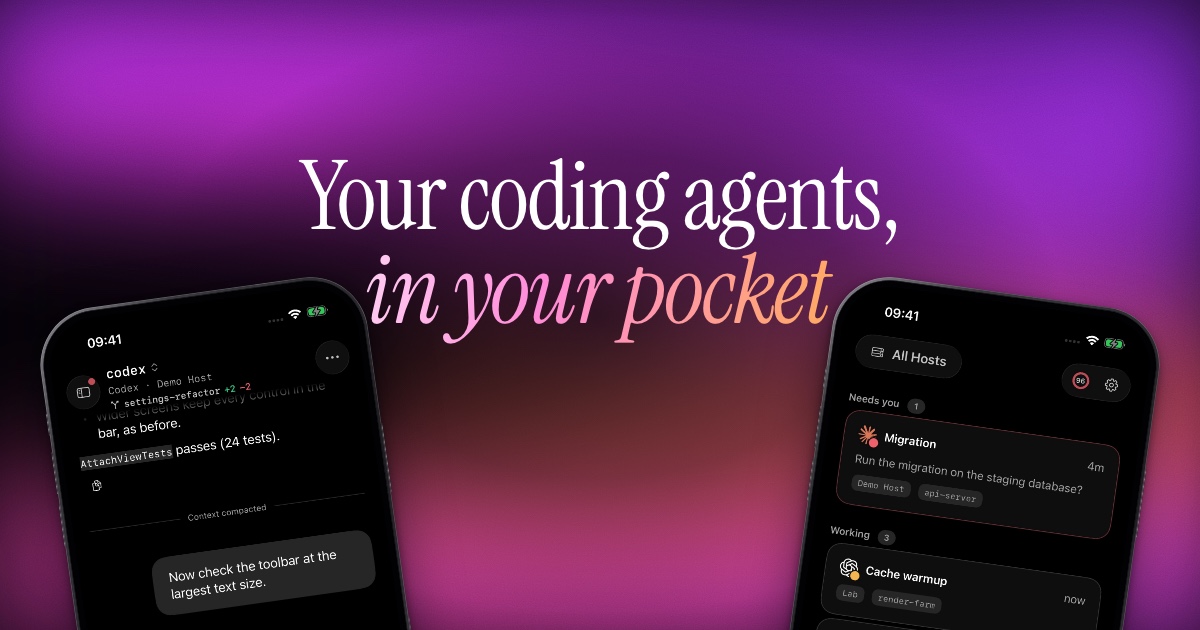 Your coding agents,
in your pocket
09:41
codex
Codex · Demo Host
settings-refactor +2 −2
Wider screens keep every control in the
bar, as before.
AttachViewTests passes (24 tests).
Context compacted
Now check the toolbar at the
largest text size.
09:41
All Hosts
96
Needs you 1
Migration
4m
Run the migration on the staging database?
Demo Host
api-server
Working 3
Cache warmup
now
Lab
render-farm